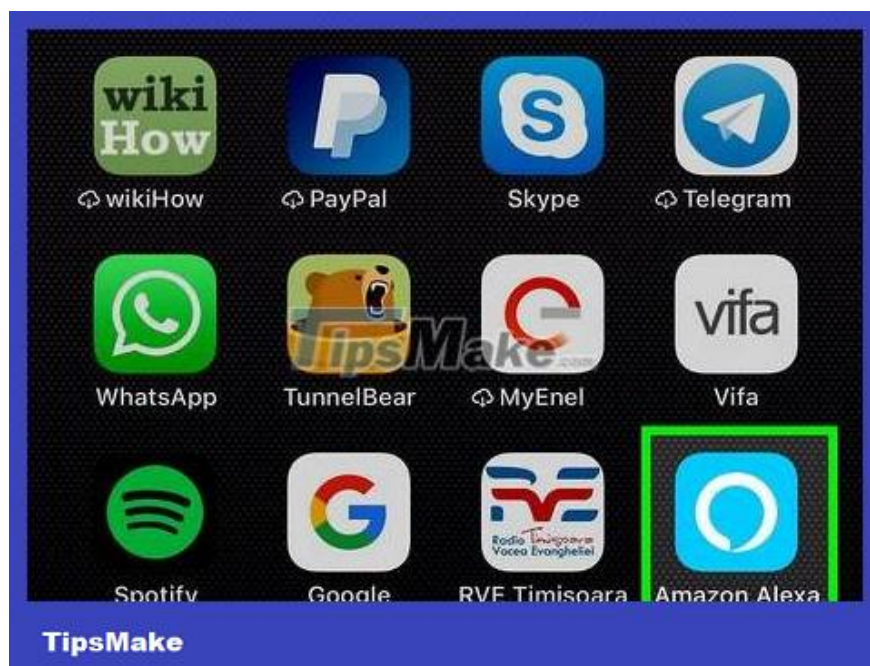 wiki
How
wikiHow
PayPal
Skype
Telegram
TipsMake.com
vifa
WhatsApp
TunnelBear
MyEnel
Vifa
Radio Timișoara
Vocea Evangheliei
Spotify
Google
RVE Timisoara
Amazon Alexa
TipsMake